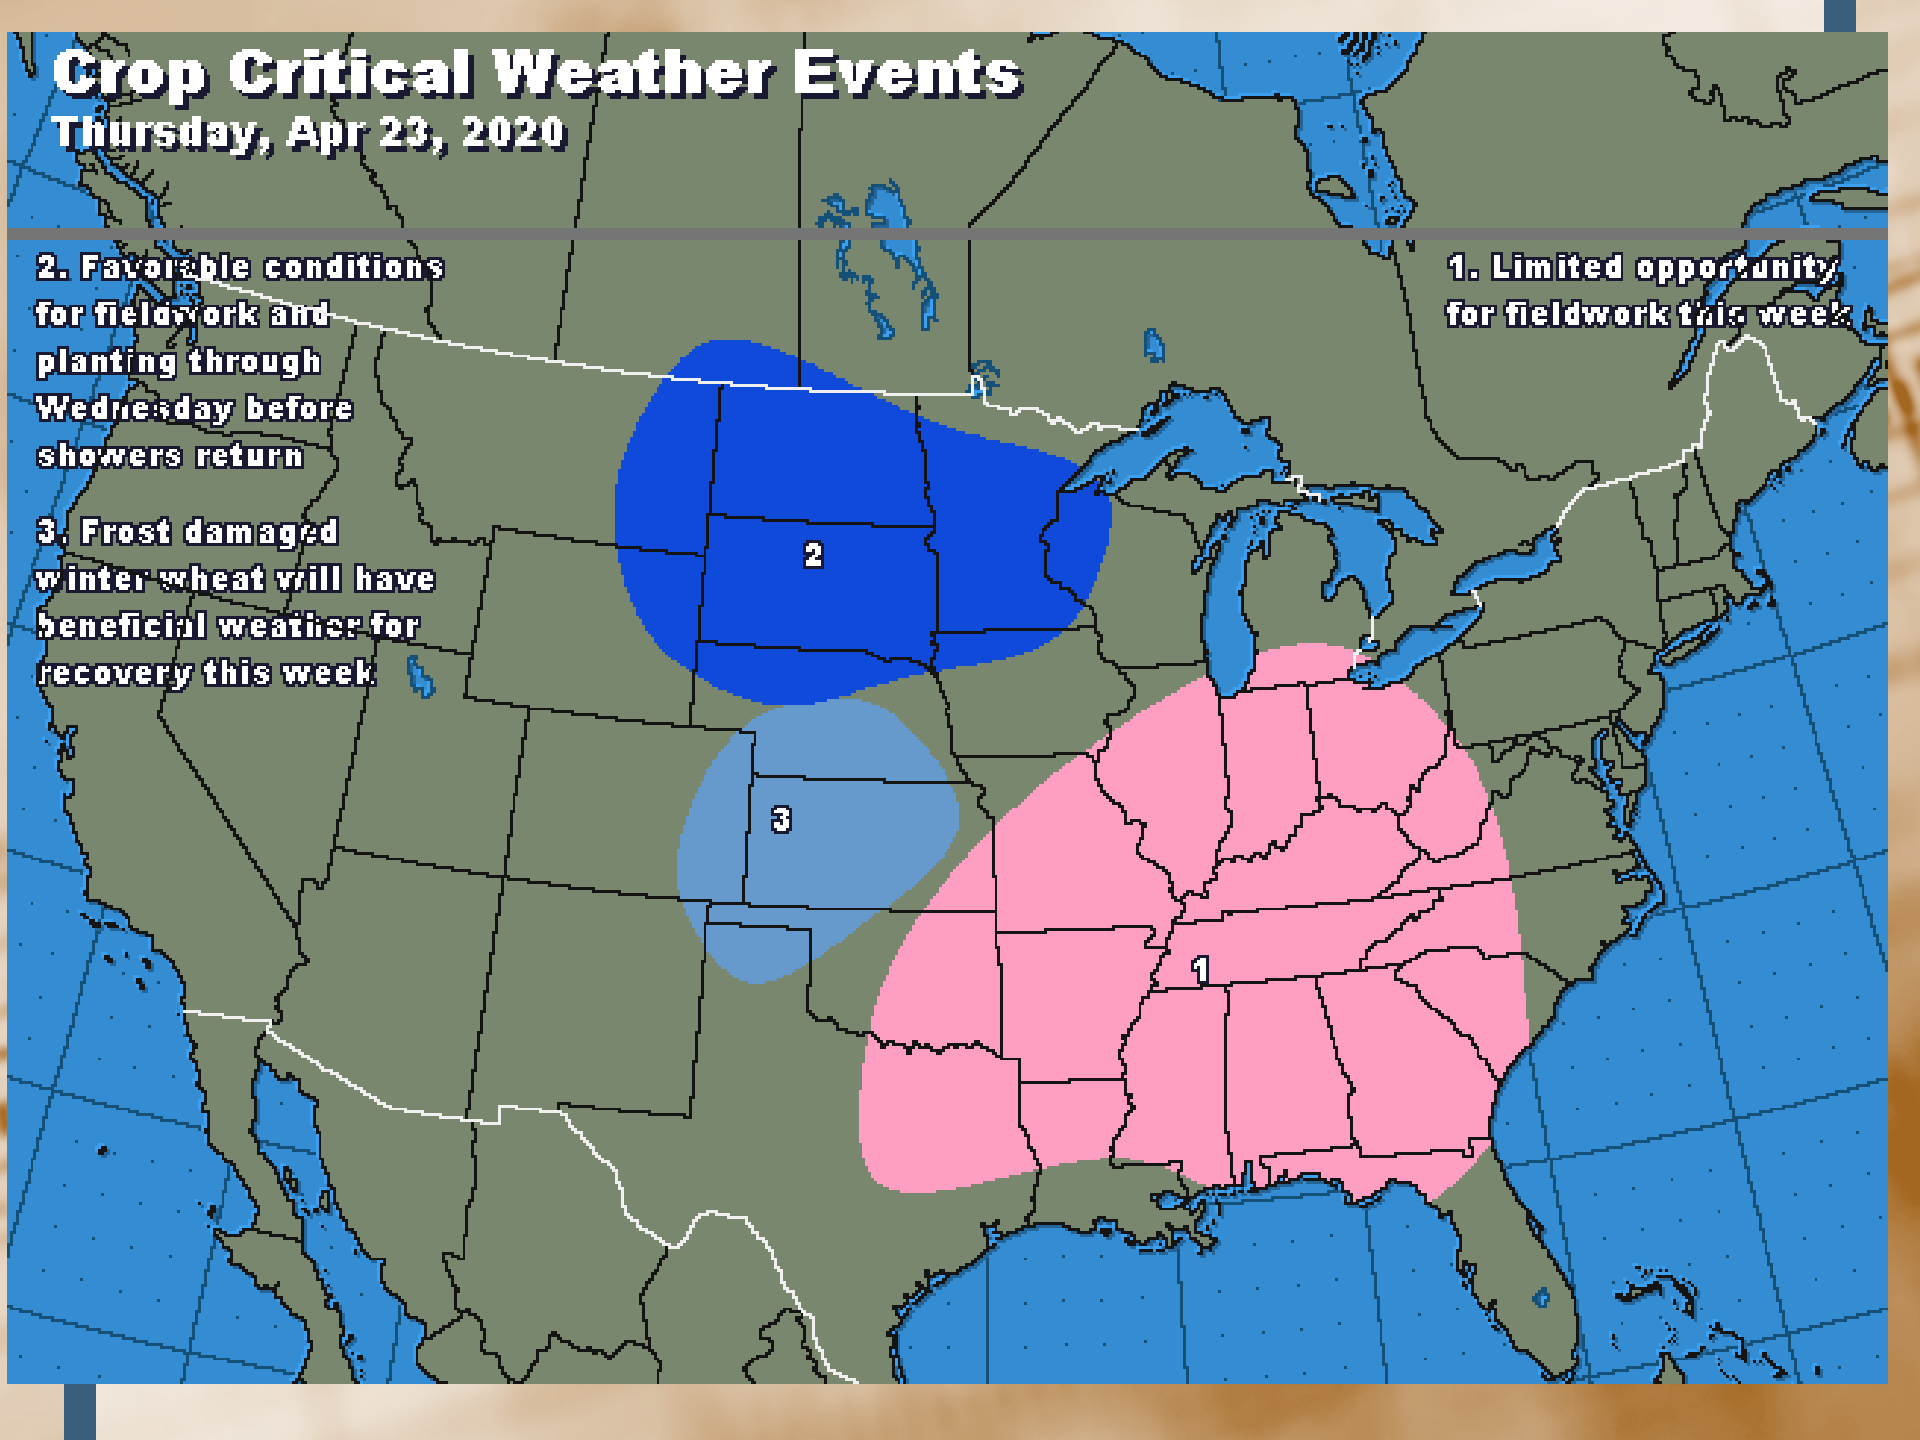 Crop Critical Weather Events
Thursday, Apr 23, 2020
2. Favorable conditions
for fieldwork and
planting through
Wednesday before
showers return
3. Frost damaged
winter wheat will have
beneficial weather for
recovery this week
1. Limited opportunity
for fieldwork this week
2
3
1